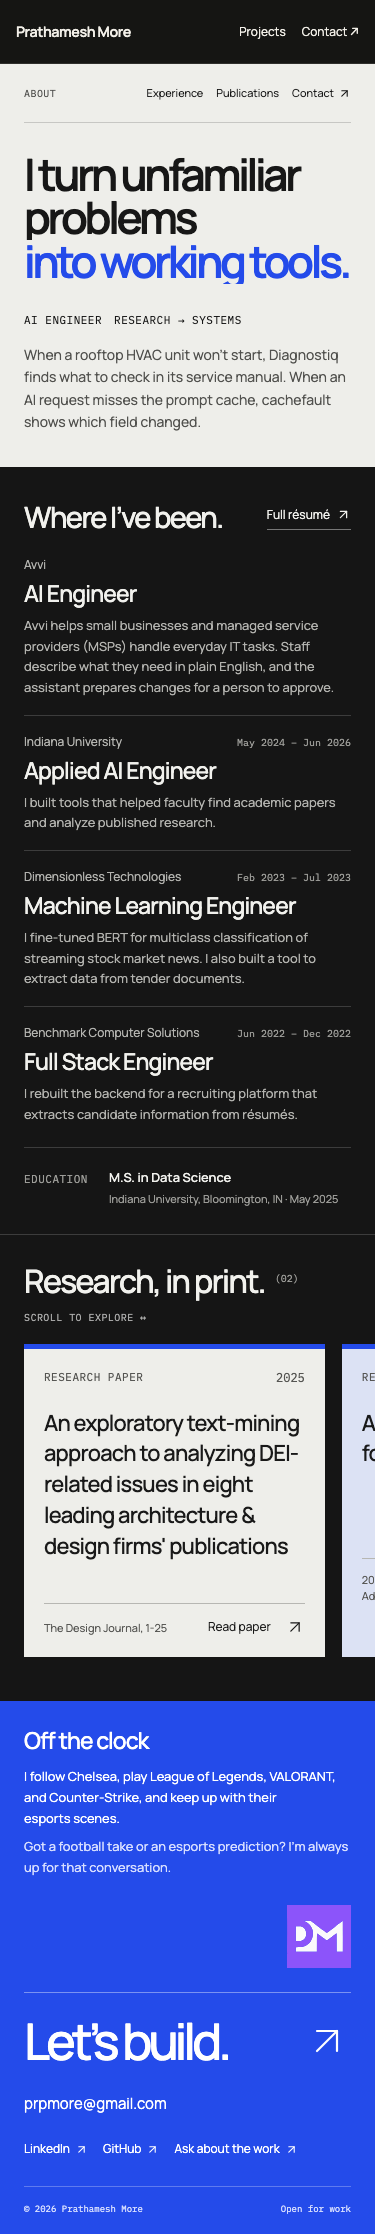 Prathamesh More
Projects Contact ↗
ABOUT
Experience Publications Contact ↗
I turn unfamiliar
problems
into working tools.
AI ENGINEER RESEARCH → SYSTEMS
When a rooftop HVAC unit won't start, Diagnostiq
finds what to check in its service manual. When an
AI request misses the prompt cache, cachefault
shows which field changed.
Where I've been.
Full résumé ↗
Avvi
AI Engineer
Avvi helps small businesses and managed service
providers (MSPs) handle everyday IT tasks. Staff
describe what they need in plain English, and the
assistant prepares changes for a person to approve.
Indiana University
May 2024 – Jun 2026
Applied AI Engineer
I built tools that helped faculty find academic papers
and analyze published research.
Dimensionless Technologies
Feb 2023 – Jul 2023
Machine Learning Engineer
I fine-tuned BERT for multiclass classification of
streaming stock market news. I also built a tool to
extract data from tender documents.
Benchmark Computer Solutions
Jun 2022 – Dec 2022
Full Stack Engineer
I rebuilt the backend for a recruiting platform that
extracts candidate information from résumés.
EDUCATION
M.S. in Data Science
Indiana University, Bloomington, IN · May 2025
Research, in print. (02)
SCROLL TO EXPLORE ↔
RESEARCH PAPER
2025
An exploratory text-mining
approach to analyzing DEI-
related issues in eight
leading architecture &
design firms' publications
The Design Journal, 1-25
Read paper ↗
RE
A
fo
20
Ad
Off the clock
I follow Chelsea, play League of Legends, VALORANT,
and Counter-Strike, and keep up with their
esports scenes.
Got a football take or an esports prediction? I'm always
up for that conversation.
PM
Let's build. ↗
prpmore@gmail.com
LinkedIn ↗ GitHub ↗ Ask about the work ↗
© 2026 Prathamesh More
Open for work